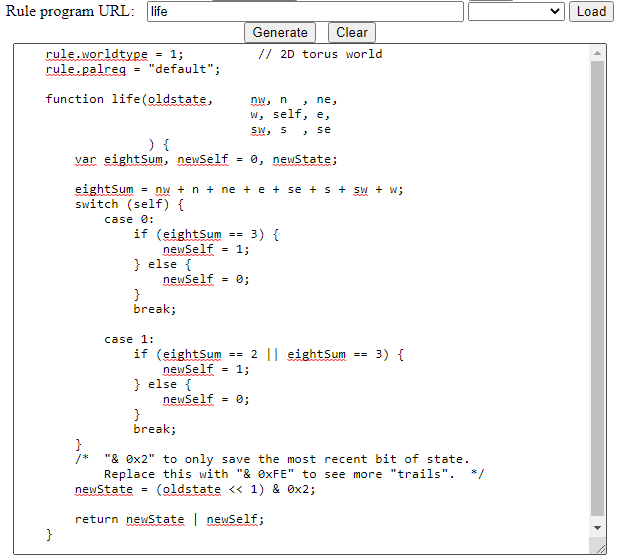 Rule program URL: life Load
Generate Clear
rule.worldtype = 1; // 2D torus world
rule.palreq = "default";
function life(oldstate, nw, n , ne,
w, self, e,
sw, s , se
) {
var eightSum, newSelf = 0, newState;
eightSum = nw + n + ne + e + se + s + sw + w;
switch (self) {
case 0:
if (eightSum == 3) {
newSelf = 1;
} else {
newSelf = 0;
}
break;
case 1:
if (eightSum == 2 || eightSum == 3) {
newSelf = 1;
} else {
newSelf = 0;
}
break;
}
/* "& 0x2" to only save the most recent bit of state.
Replace this with "& 0xFE" to see more "trails". */
newState = (oldstate << 1) & 0x2;
return newState | newSelf;
}